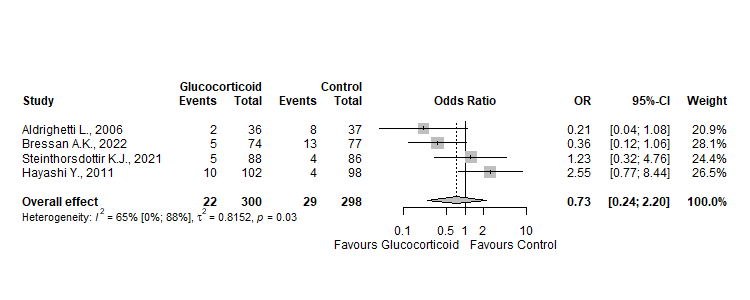 Glucocorticoid Control
Study Events Total Events Total Odds Ratio OR 95%-CI Weight
Aldrighetti L., 2006 2 36 8 37 0.21 [0.04; 1.08] 20.9%
Bressan A.K., 2022 5 74 13 77 0.36 [0.12; 1.06] 28.1%
Steinthorsdottir K.J., 2021 5 88 4 86 1.23 [0.32; 4.76] 24.4%
Hayashi Y., 2011 10 102 4 98 2.55 [0.77; 8.44] 26.5%
Overall effect 22 300 29 298 0.73 [0.24; 2.20] 100.0%
Heterogeneity: I² = 65% [0%; 88%], τ² = 0.8152, p = 0.03
0.1 0.5 1 2 10
Favours Glucocorticoid Favours Control